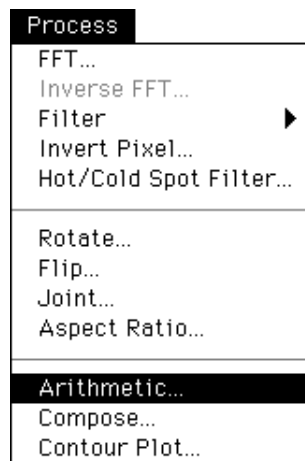 Process
FFT...
Inverse FFT...
Filter
Invert Pixel...
Hot/Cold Spot Filter...
Rotate...
Flip...
Joint...
Aspect Ratio...
Arithmetic...
Compose...
Contour Plot...